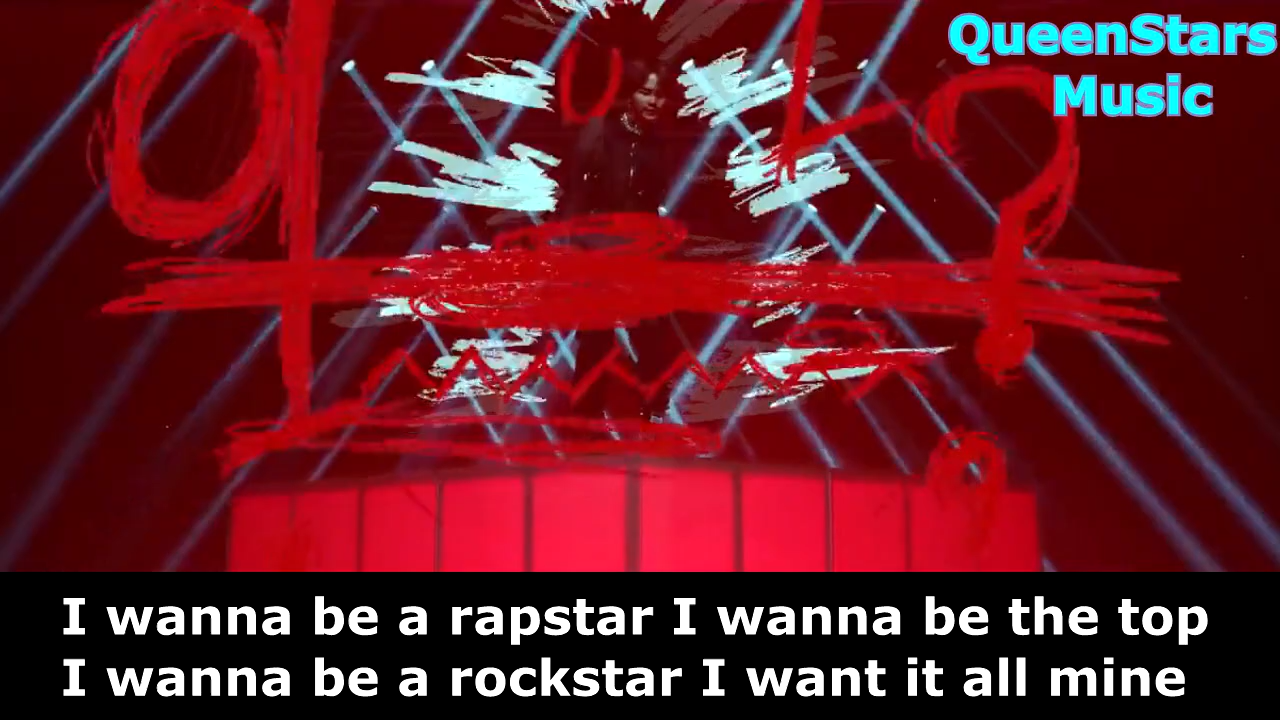 QueenStars
Music
I wanna be a rapstar I wanna be the top
I wanna be a rockstar I want it all mine